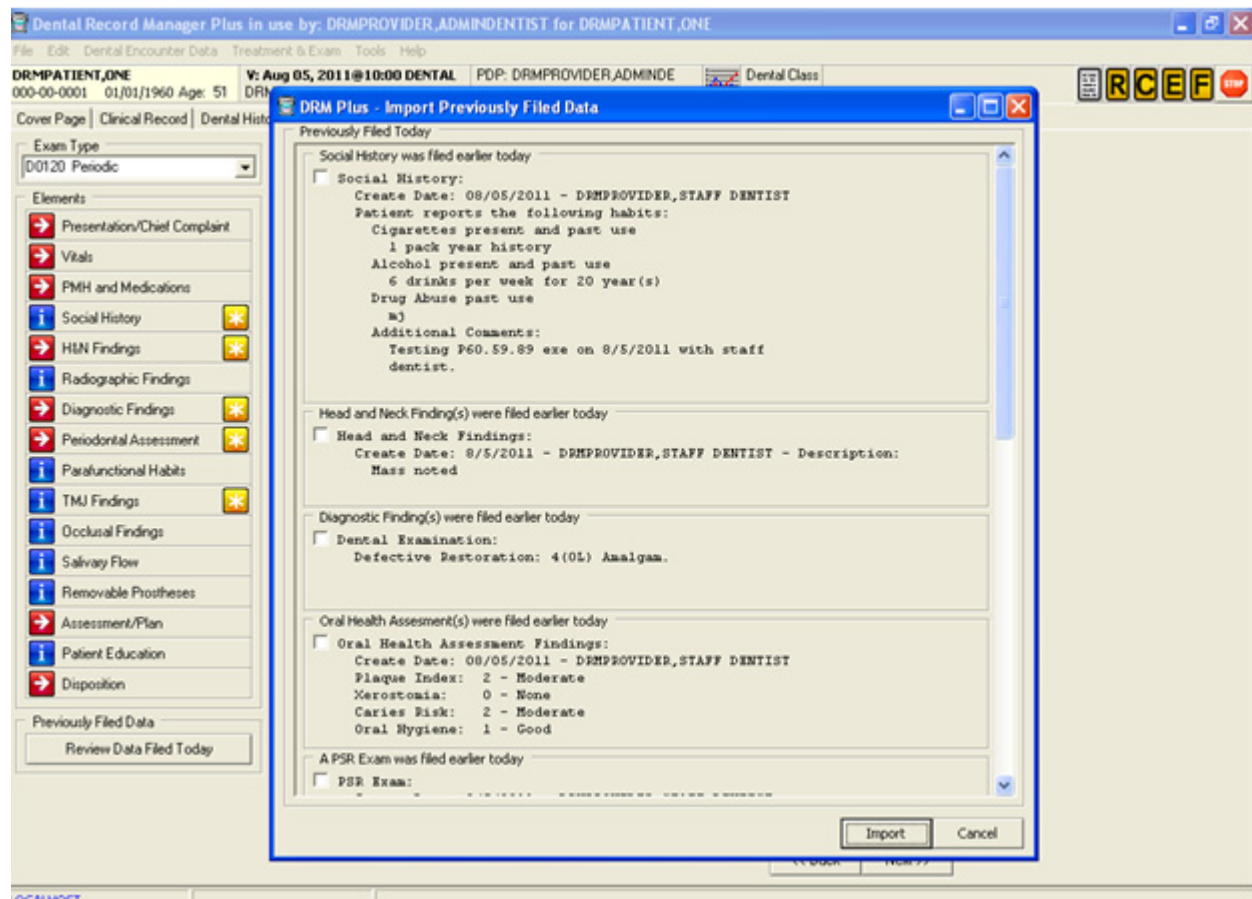 Dental Record Manager Plus in use by: DRMPROVIDER,ADMINDENTIST for DRMPATIENT,ONE
File Edit Dental Encounter Data Treatment & Exam Tools Help
DRMPATIENT,ONE
000-00-0001 01/01/1960 Age: 51
V: Aug 05, 2011@10:00 DENTAL
PDP: DRMPROVIDER,ADMINDE
Dental Class
R C E F STOP
Cover Page Clinical Record
Exam Type
D0120 Periodic
Elements
Presentation/Chief Complaint
Vitals
PMH and Medications
Social History
H&N Findings
Radiographic Findings
Diagnostic Findings
Periodontal Assessment
Parafunctional Habits
TMJ Findings
Occlusal Findings
Salivary Flow
Removable Prostheses
Assessment/Plan
Patient Education
Disposition
Previously Filed Data
Review Data Filed Today
DRM Plus - Import Previously Filed Data
Previously Filed Today
Social History was filed earlier today
Social History:
Create Date: 08/05/2011 - DRMPROVIDER,STAFF DENTIST
Patient reports the following habits:
Cigarettes present and past use
1 pack year history
Alcohol present and past use
6 drinks per week for 20 year(s)
Drug Abuse past use
mj
Additional Comments:
Testing P60.59.89 exe on 8/5/2011 with staff
dentist.
Head and Neck Finding(s) were filed earlier today
Head and Neck Findings:
Create Date: 8/5/2011 - DRMPROVIDER,STAFF DENTIST - Description:
Mass noted
Diagnostic Finding(s) were filed earlier today
Dental Examination:
Defective Restoration: 4(OL) Amalgam.
Oral Health Assesment(s) were filed earlier today
Oral Health Assessment Findings:
Create Date: 08/05/2011 - DRMPROVIDER,STAFF DENTIST
Plaque Index: 2 - Moderate
Xerostomia: 0 - None
Caries Risk: 2 - Moderate
Oral Hygiene: 1 - Good
A PSR Exam was filed earlier today
PSR Exam:
Import Cancel